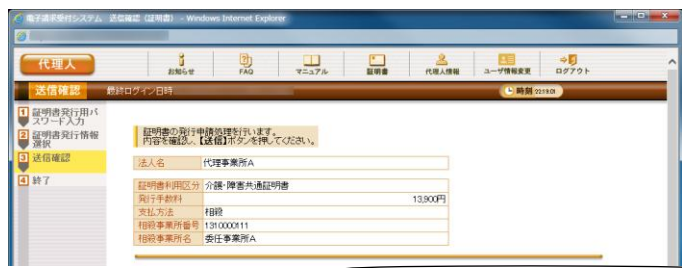 電子請求受付システム 送信確認 (証明書) - Windows Internet Explorer
代理人
お知らせ
FAQ
マニュアル
証明書
代理人情報
ユーザ情報変更
ログアウト
送信確認 最終ログイン日時
時刻 22:19:01
1 証明書発行用パスワード入力
2 証明書発行情報選択
3 送信確認
4 終了
証明書の発行申請処理を行います。
内容を確認し、【送信】ボタンを押してください。
法人名 代理事業所A
証明書利用区分 介護・障害共通証明書
発行手数料 13,900円
支払方法 相殺
相殺事業所番号 1310000111
相殺事業所名 委任事業所A